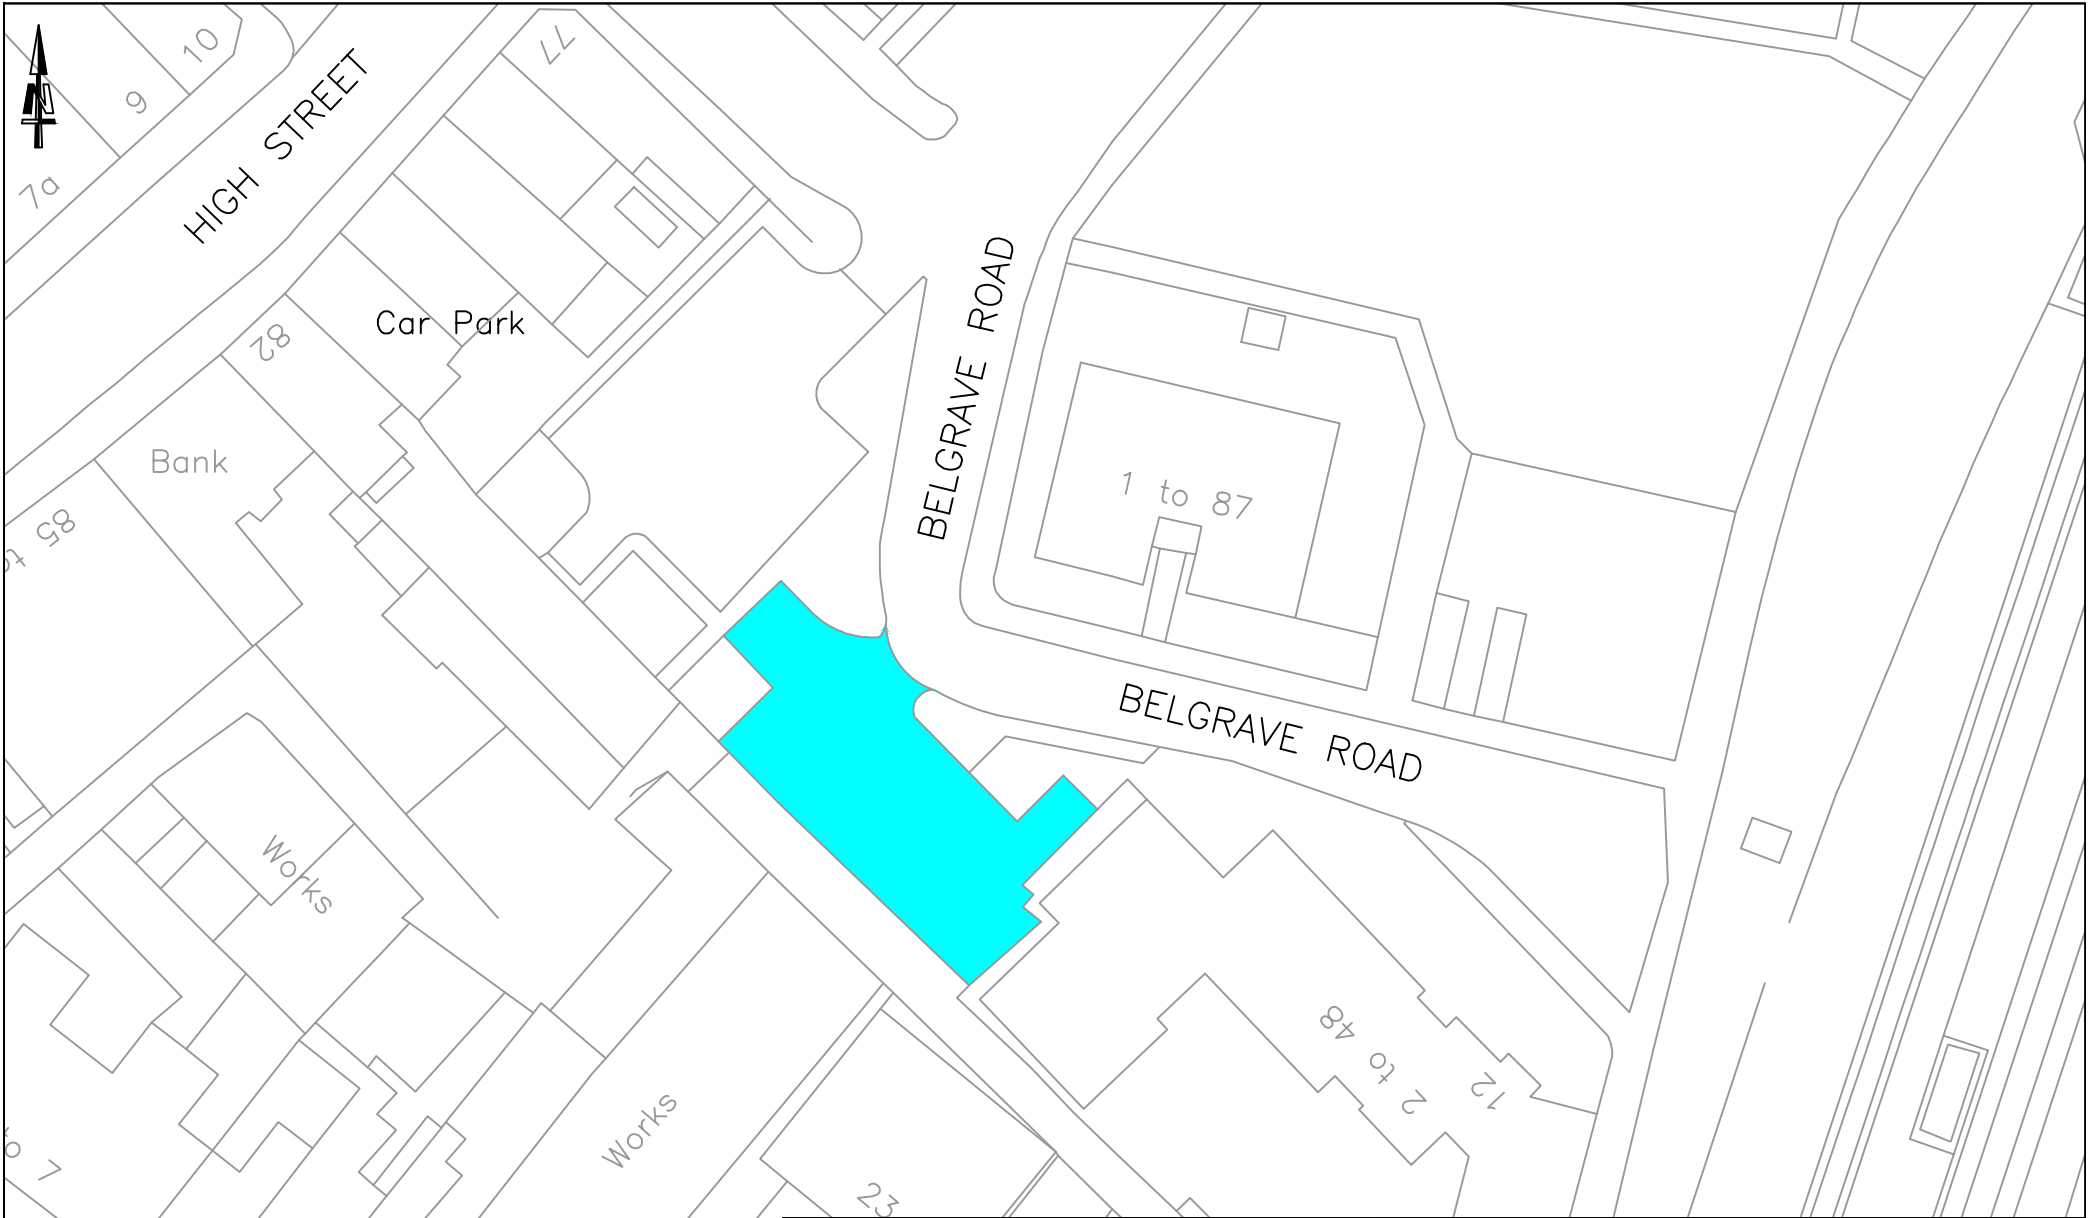 10
77
9
N
7a
HIGH STREET
BELGRAVE ROAD
Car Park
82
Bank
1 to 87
85
BELGRAVE ROAD
Works
2 to 48
12
Works
to 7
23